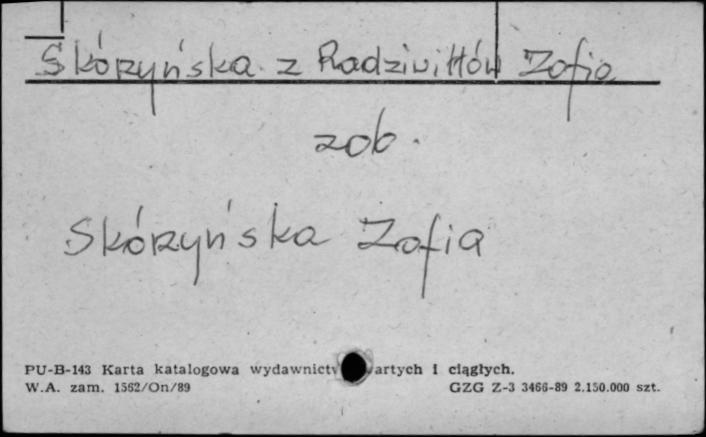 Skórzyńska z Radziwiłłów Zofia
zob.
Skórzyńska Zofia
PU-B-143 Karta katalogowa wydawnictw zwartych i ciągłych.
W.A. zam. 1562/On/89 GZG Z-3 3466-89 2.150.000 szt.